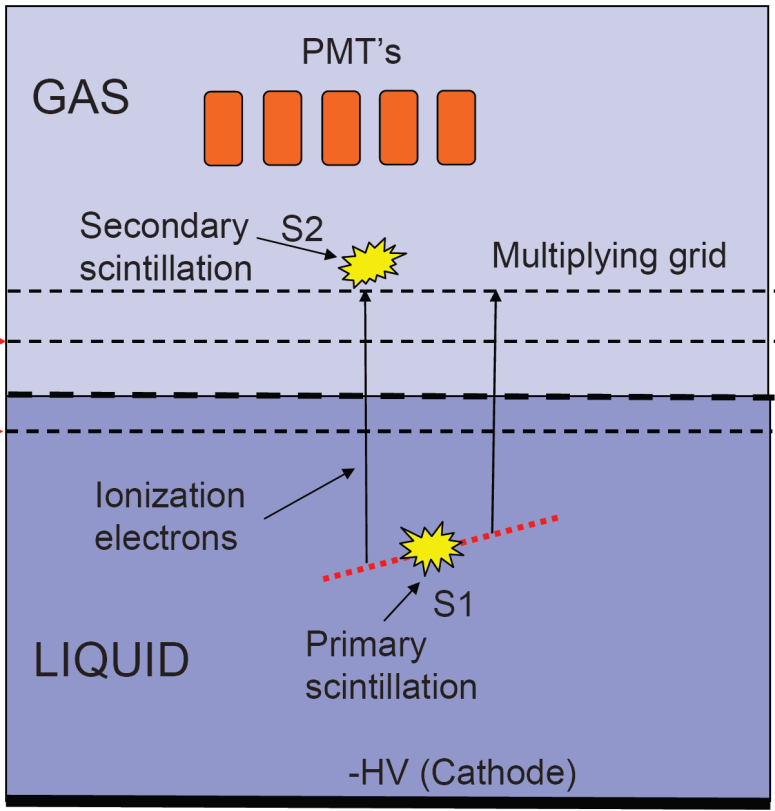 PMT's
GAS
Secondary
scintillation
S2
Multiplying grid
Ionization
electrons
S1
Primary
scintillation
LIQUID
-HV (Cathode)